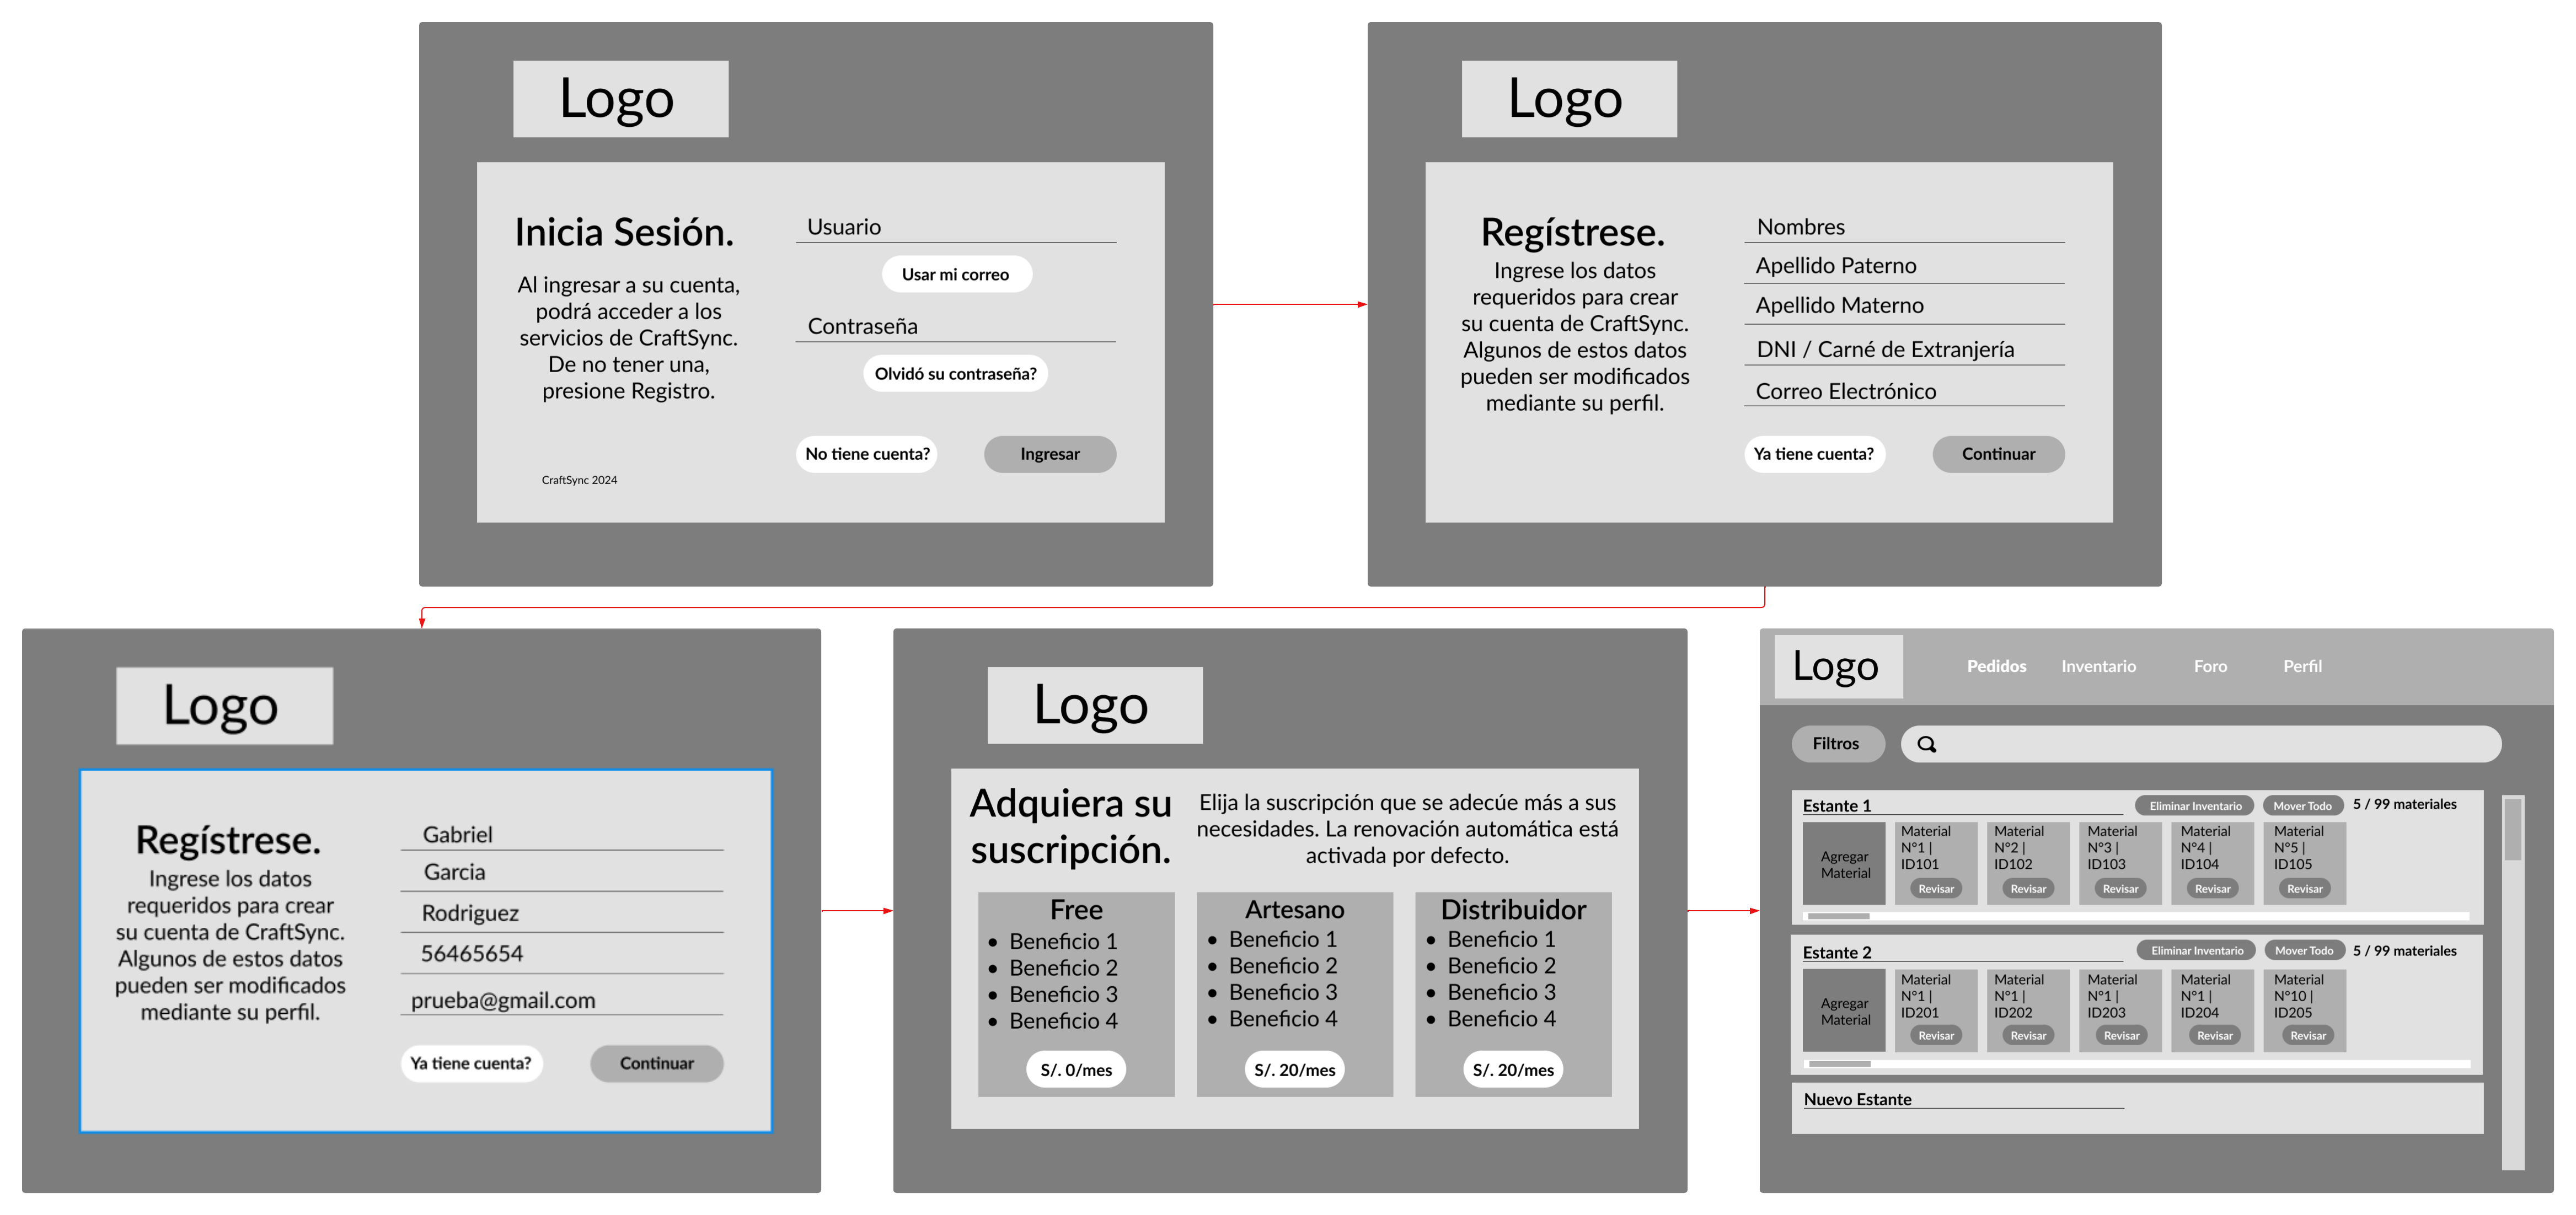 Logo
Inicia Sesión.
Al ingresar a su cuenta,
podrá acceder a los
servicios de CraftSync.
De no tener una,
presione Registro.
CraftSync 2024
Usuario
Usar mi correo
Contraseña
Olvidó su contraseña?
No tiene cuenta?
Ingresar
Logo
Regístrese.
Ingrese los datos
requeridos para crear
su cuenta de CraftSync.
Algunos de estos datos
pueden ser modificados
mediante su perfil.
Nombres
Apellido Paterno
Apellido Materno
DNI / Carné de Extranjería
Correo Electrónico
Ya tiene cuenta?
Continuar
Logo
Regístrese.
Ingrese los datos
requeridos para crear
su cuenta de CraftSync.
Algunos de estos datos
pueden ser modificados
mediante su perfil.
Gabriel
Garcia
Rodriguez
56465654
prueba@gmail.com
Ya tiene cuenta?
Continuar
Logo
Adquiera su
suscripción.
Elija la suscripción que se adecúe más a sus
necesidades. La renovación automática está
activada por defecto.
Free
• Beneficio 1
• Beneficio 2
• Beneficio 3
• Beneficio 4
S/. 0/mes
Artesano
• Beneficio 1
• Beneficio 2
• Beneficio 3
• Beneficio 4
S/. 20/mes
Distribuidor
• Beneficio 1
• Beneficio 2
• Beneficio 3
• Beneficio 4
S/. 20/mes
Logo
Pedidos
Inventario
Foro
Perfil
Filtros
Estante 1
Eliminar Inventario
Mover Todo
5 / 99 materiales
Agregar
Material
Material
N°1 |
ID101
Revisar
Material
N°2 |
ID102
Revisar
Material
N°3 |
ID103
Revisar
Material
N°4 |
ID104
Revisar
Material
N°5 |
ID105
Revisar
Estante 2
Eliminar Inventario
Mover Todo
5 / 99 materiales
Agregar
Material
Material
N°1 |
ID201
Revisar
Material
N°1 |
ID202
Revisar
Material
N°1 |
ID203
Revisar
Material
N°1 |
ID204
Revisar
Material
N°10 |
ID205
Revisar
Nuevo Estante